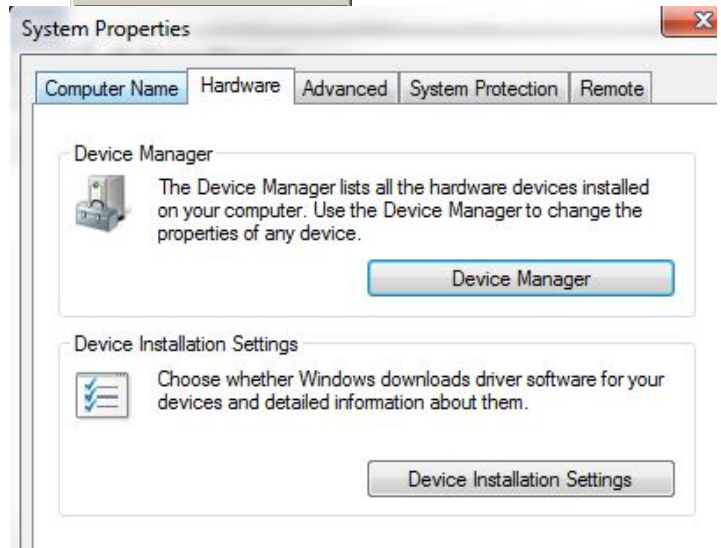 System Properties
Computer Name Hardware Advanced System Protection Remote
Device Manager
The Device Manager lists all the hardware devices installed
on your computer. Use the Device Manager to change the
properties of any device.
Device Manager
Device Installation Settings
Choose whether Windows downloads driver software for your
devices and detailed information about them.
Device Installation Settings